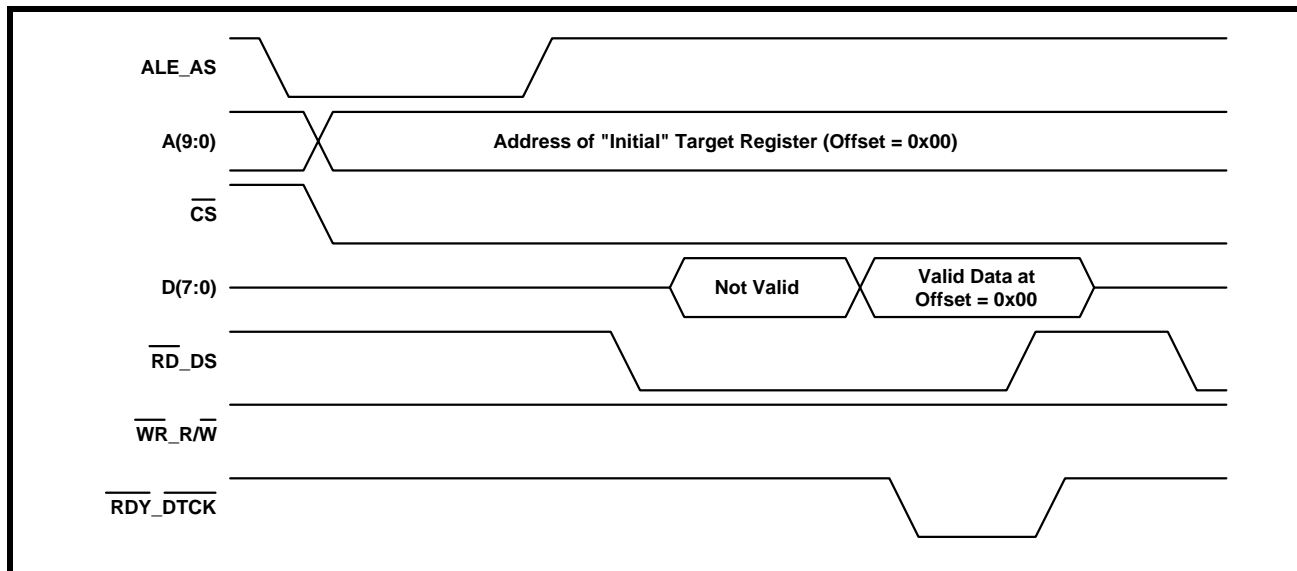 ALE_AS
A(9:0)
Address of "Initial" Target Register (Offset = 0x00)
CS
D(7:0)
Not Valid
Valid Data at
Offset = 0x00
RD_DS
WR_R/W
RDY_DTCK